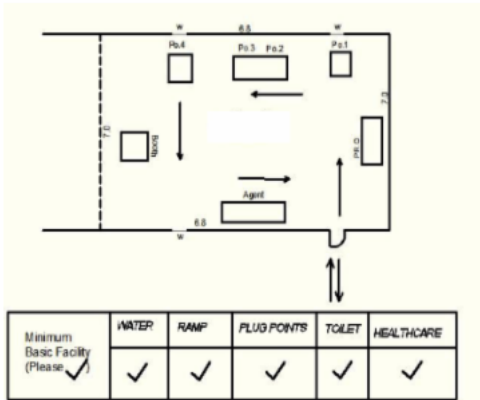 w
6.8
w
Po.4
Po.3 Po.2
Po.1
7.0
7.0
Booth
PR.O
Agent
6.8
w
Minimum
Basic Facility
(Please ✓)
WATER RAMP PLUG POINTS TOILET HEALTHCARE
✓ ✓ ✓ ✓ ✓